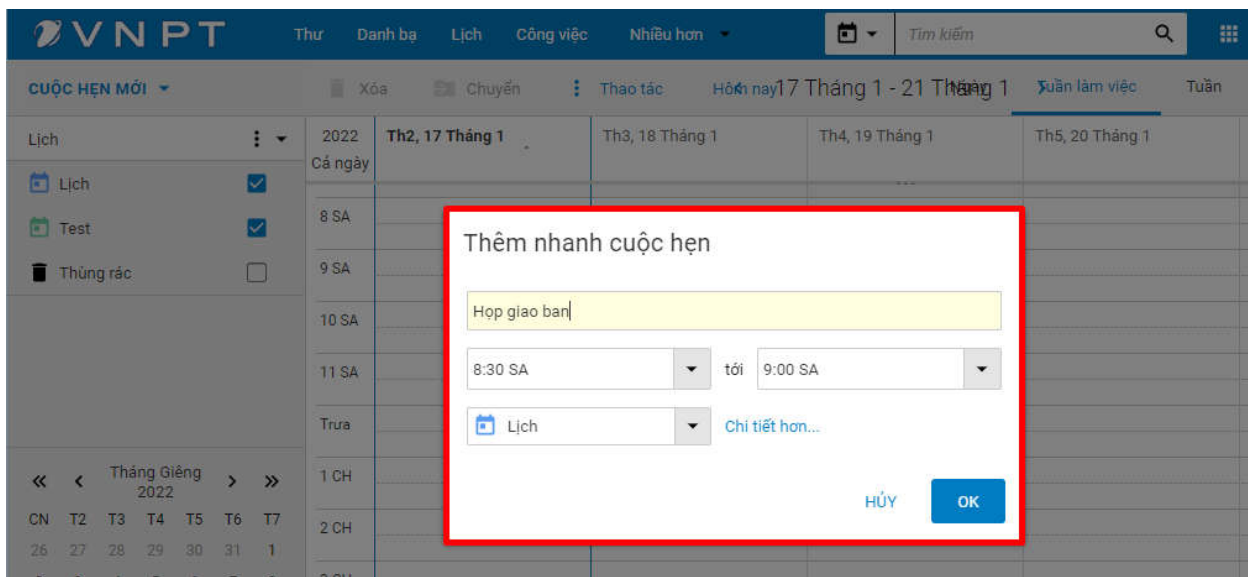 VNPT Thư Danh bạ Lịch Công việc Nhiều hơn Tìm kiếm
CUỘC HẸN MỚI Xóa Chuyển Thao tác Hôm nay 17 Tháng 1 - 21 Tháng 1 Ngày Tuần làm việc Tuần
Lịch 2022 Th2, 17 Tháng 1 Th3, 18 Tháng 1 Th4, 19 Tháng 1 Th5, 20 Tháng 1
Cả ngày
Lịch
8 SA
Test
Thêm nhanh cuộc hẹn
Thùng rác
9 SA
Họp giao ban
10 SA
8:30 SA tới 9:00 SA
11 SA
Lịch Chi tiết hơn...
Trưa
Tháng Giêng
2022
1 CH
HỦY OK
CN T2 T3 T4 T5 T6 T7
2 CH
26 27 28 29 30 31 1